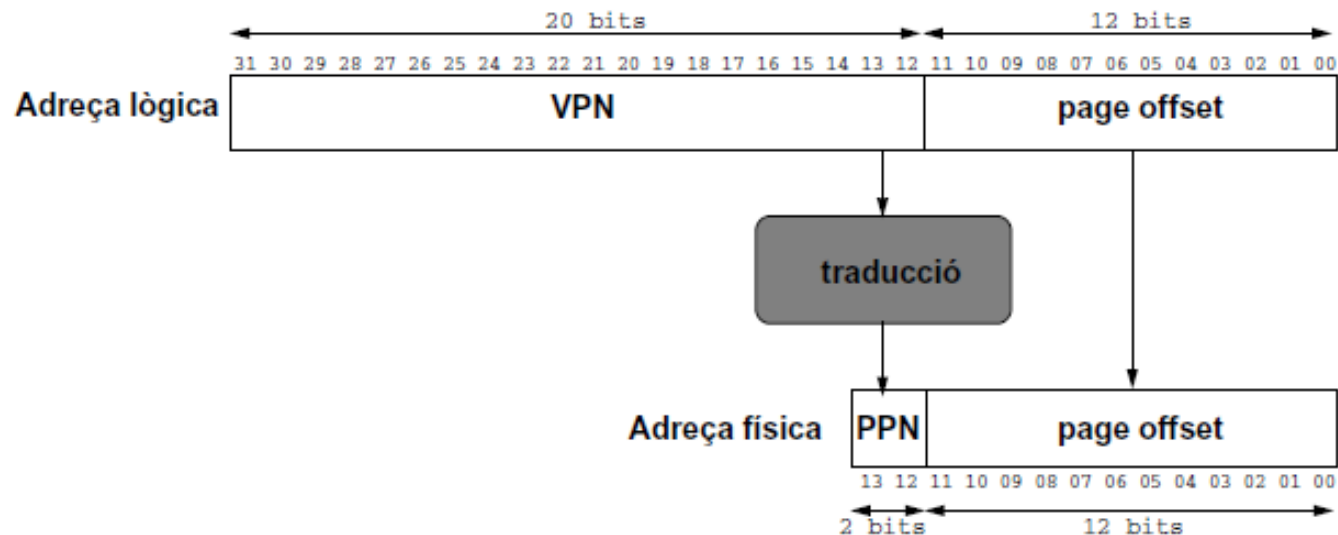 20 bits 12 bits
31 30 29 28 27 26 25 24 23 22 21 20 19 18 17 16 15 14 13 12 11 10 09 08 07 06 05 04 03 02 01 00
Adreça lògica VPN page offset
traducció
Adreça física PPN page offset
13 12 11 10 09 08 07 06 05 04 03 02 01 00
2 bits 12 bits